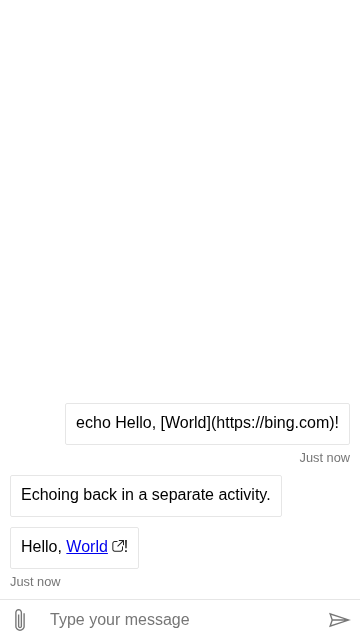 echo Hello, [World](https://bing.com)!
Just now
Echoing back in a separate activity.
Hello, World !
Just now
Type your message